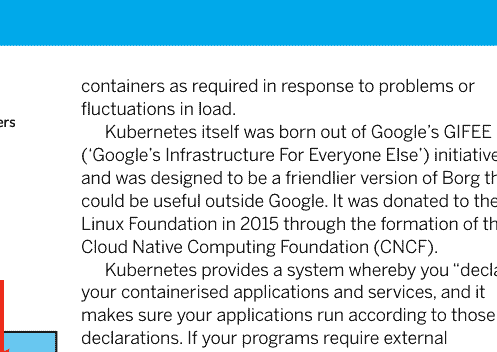 containers as required in response to problems or
fluctuations in load.
ers
Kubernetes itself was born out of Google's GIFEE
('Google's Infrastructure For Everyone Else') initiative
and was designed to be a friendlier version of Borg th
could be useful outside Google. It was donated to the
Linux Foundation in 2015 through the formation of th
Cloud Native Computing Foundation (CNCF).
Kubernetes provides a system whereby you “decla
your containerised applications and services, and it
makes sure your applications run according to those
declarations. If your programs require external